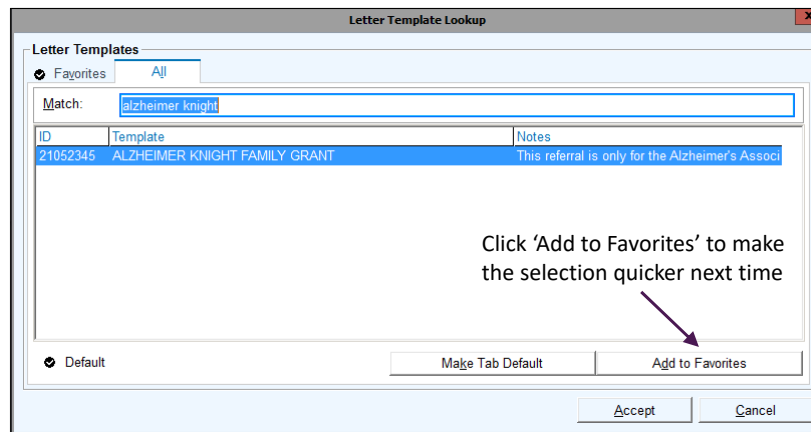 Letter Template Lookup
x
Letter Templates
Favorites All
Match: alzheimer knight
ID Template Notes
21052345 ALZHEIMER KNIGHT FAMILY GRANT This referral is only for the Alzheimer's Associ
Click ‘Add to Favorites’ to make
the selection quicker next time
Default Make Tab Default Add to Favorites
Accept Cancel